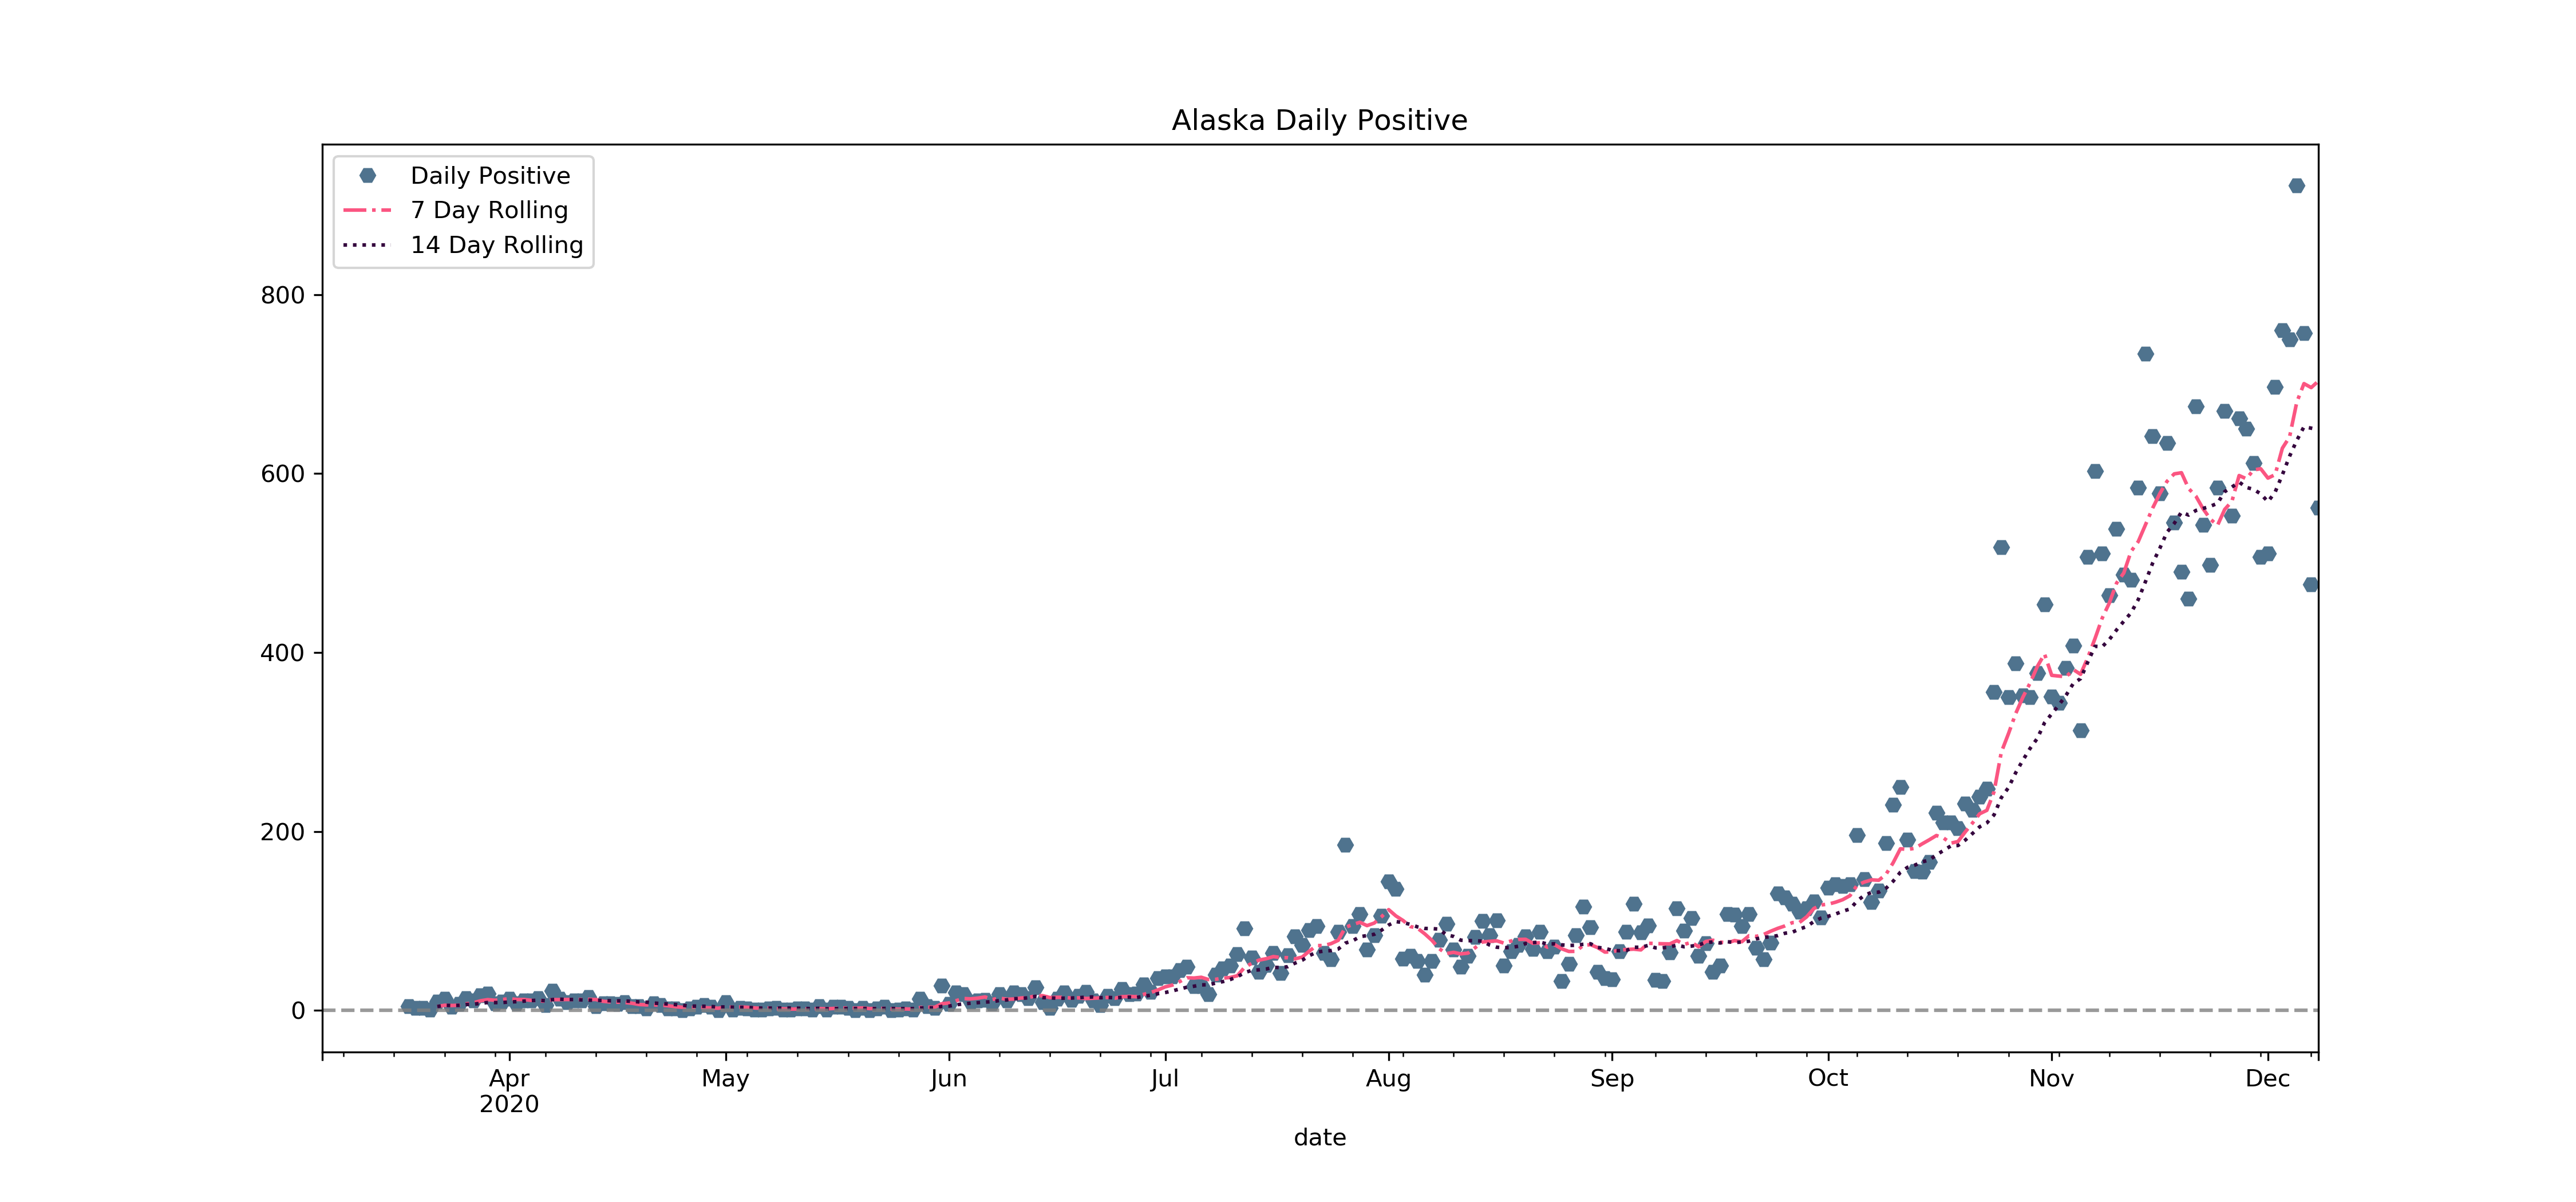 Alaska Daily Positive
Daily Positive
7 Day Rolling
14 Day Rolling
800
600
400
200
0
Apr May Jun Jul Aug Sep Oct Nov Dec
2020
date